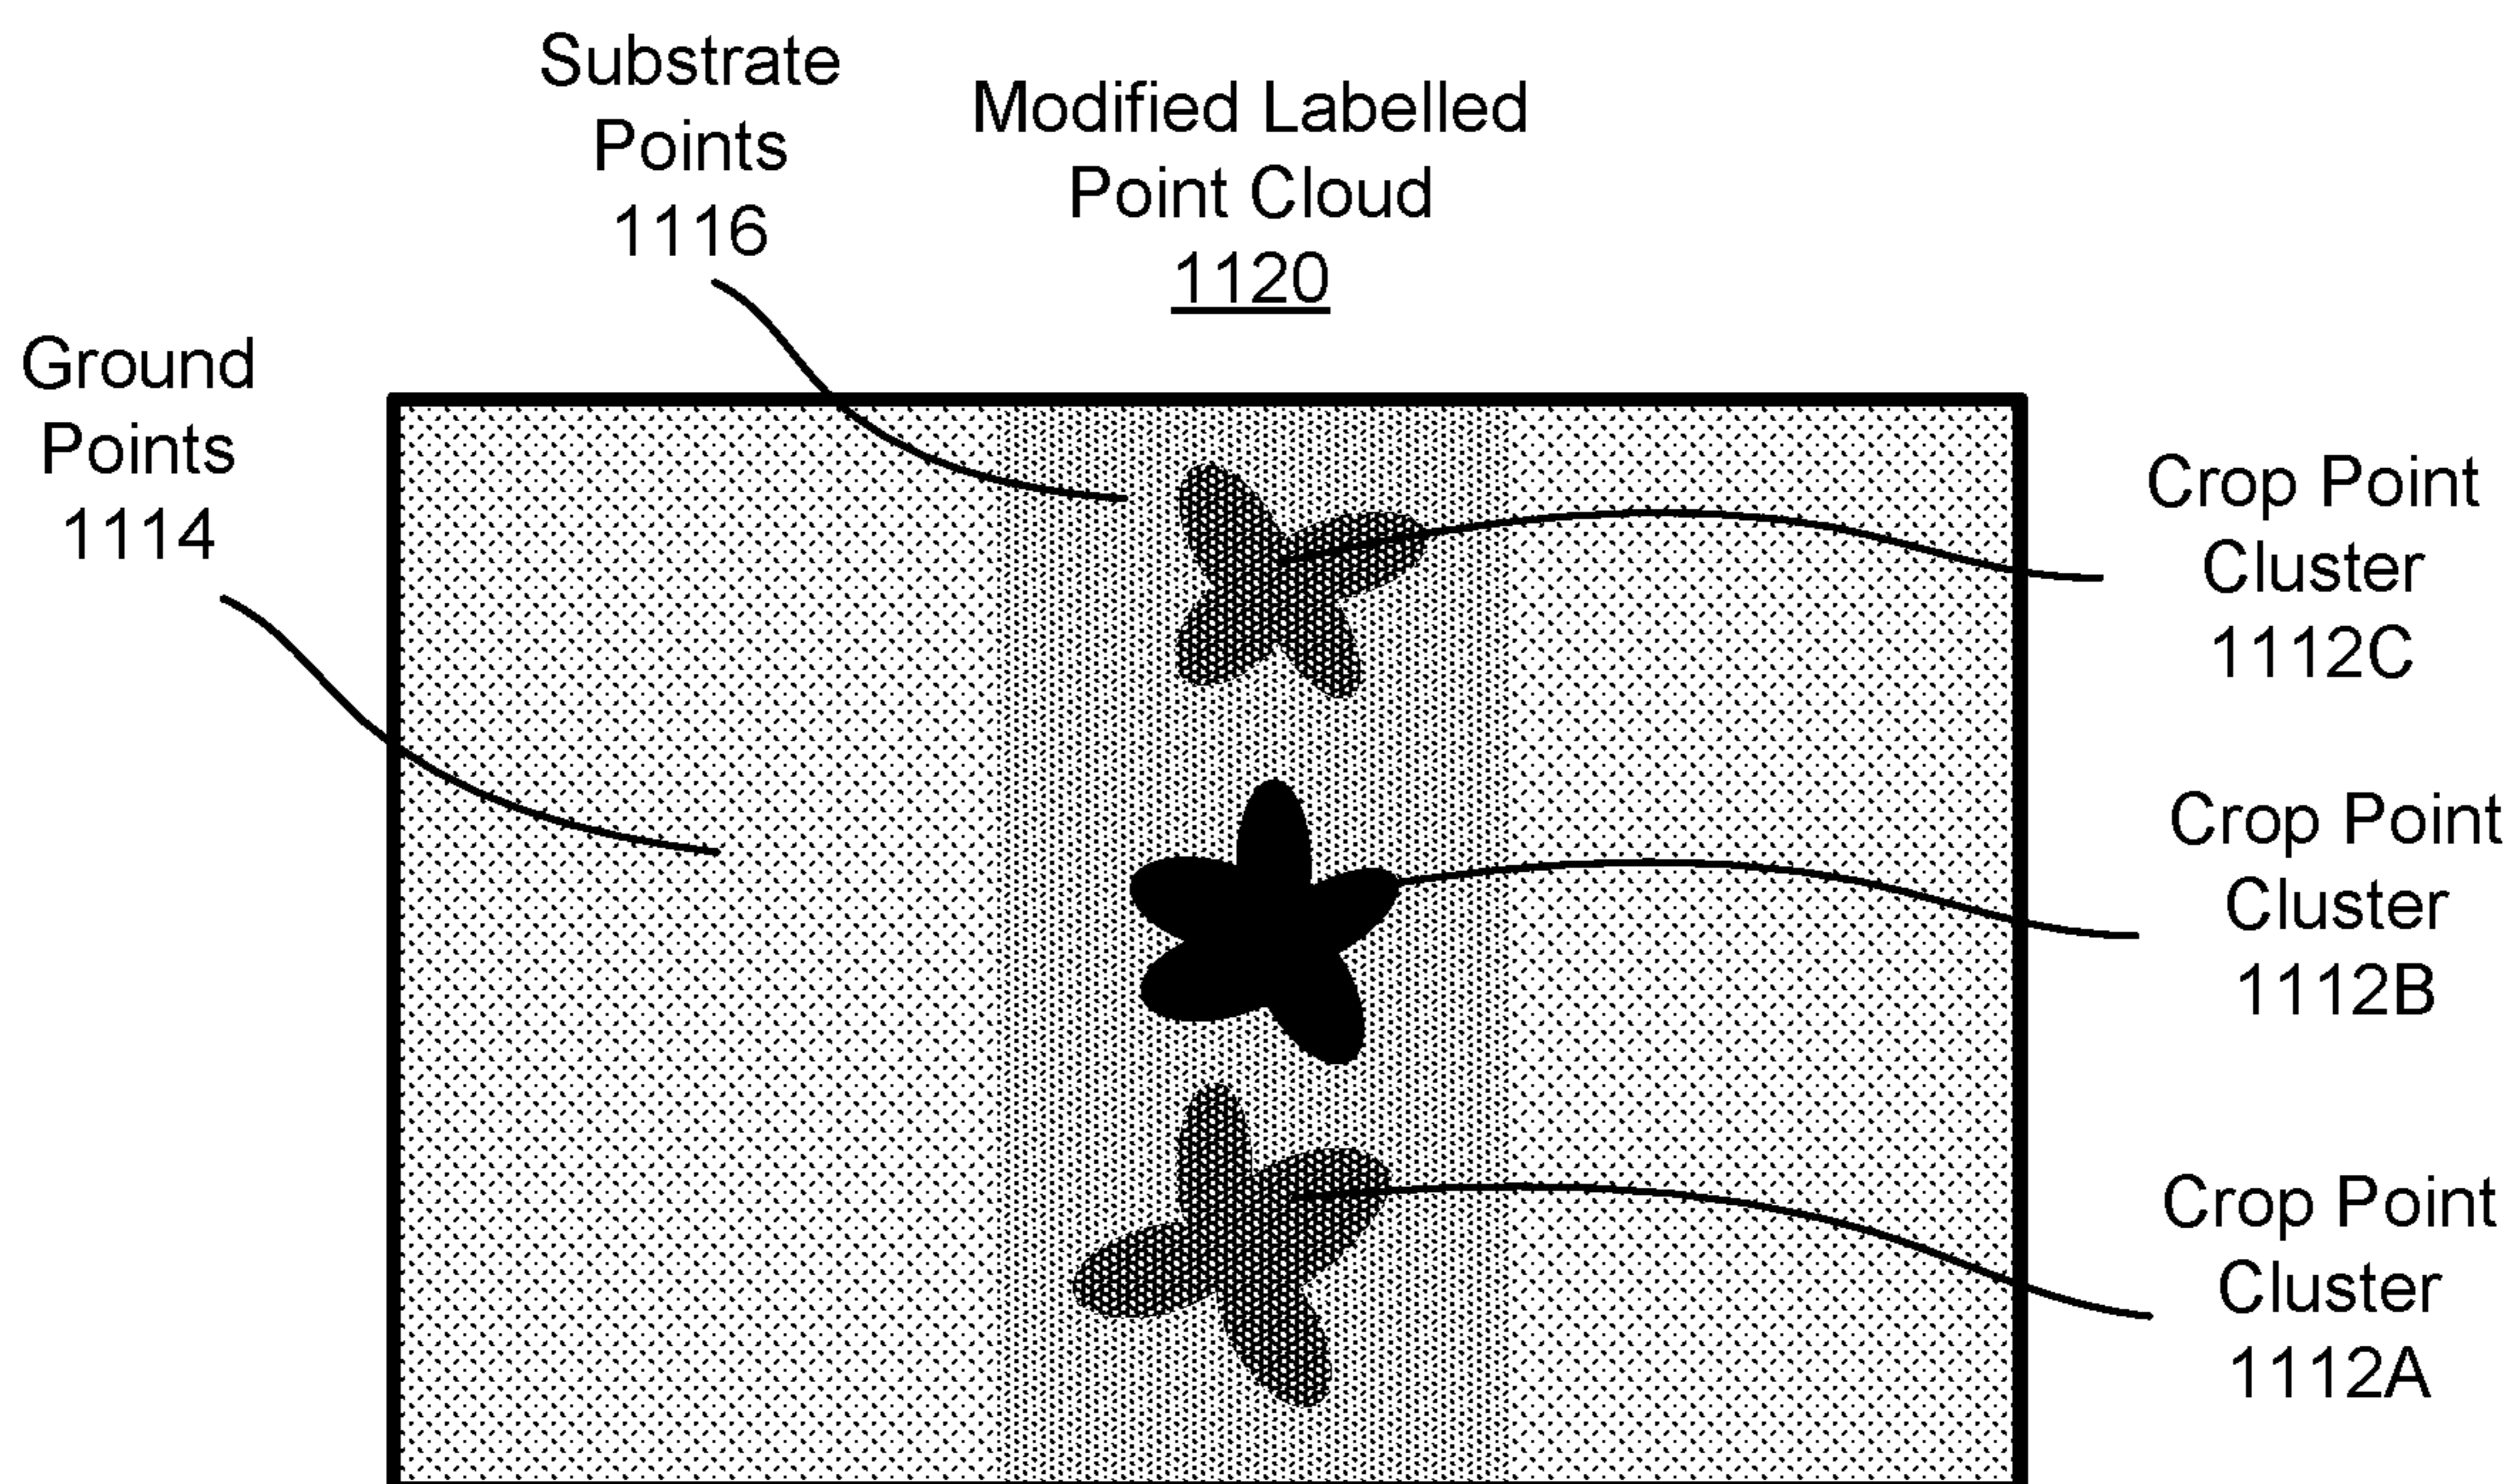 Substrate
Points
1116
Modified Labelled
Point Cloud
1120
Ground
Points
1114
Crop Point
Cluster
1112C
Crop Point
Cluster
1112B
Crop Point
Cluster
1112A